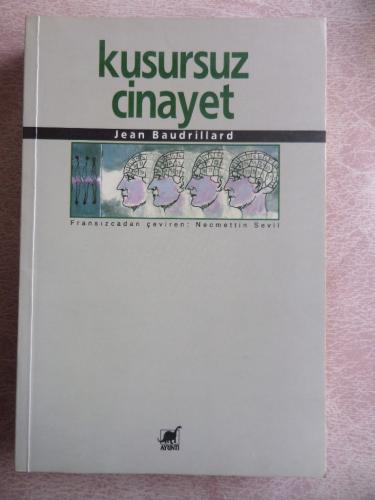 kusursuz
cinayet
Jean Baudrillard
Fransızcadan çeviren: Necmettin Sevil
AYRINTI